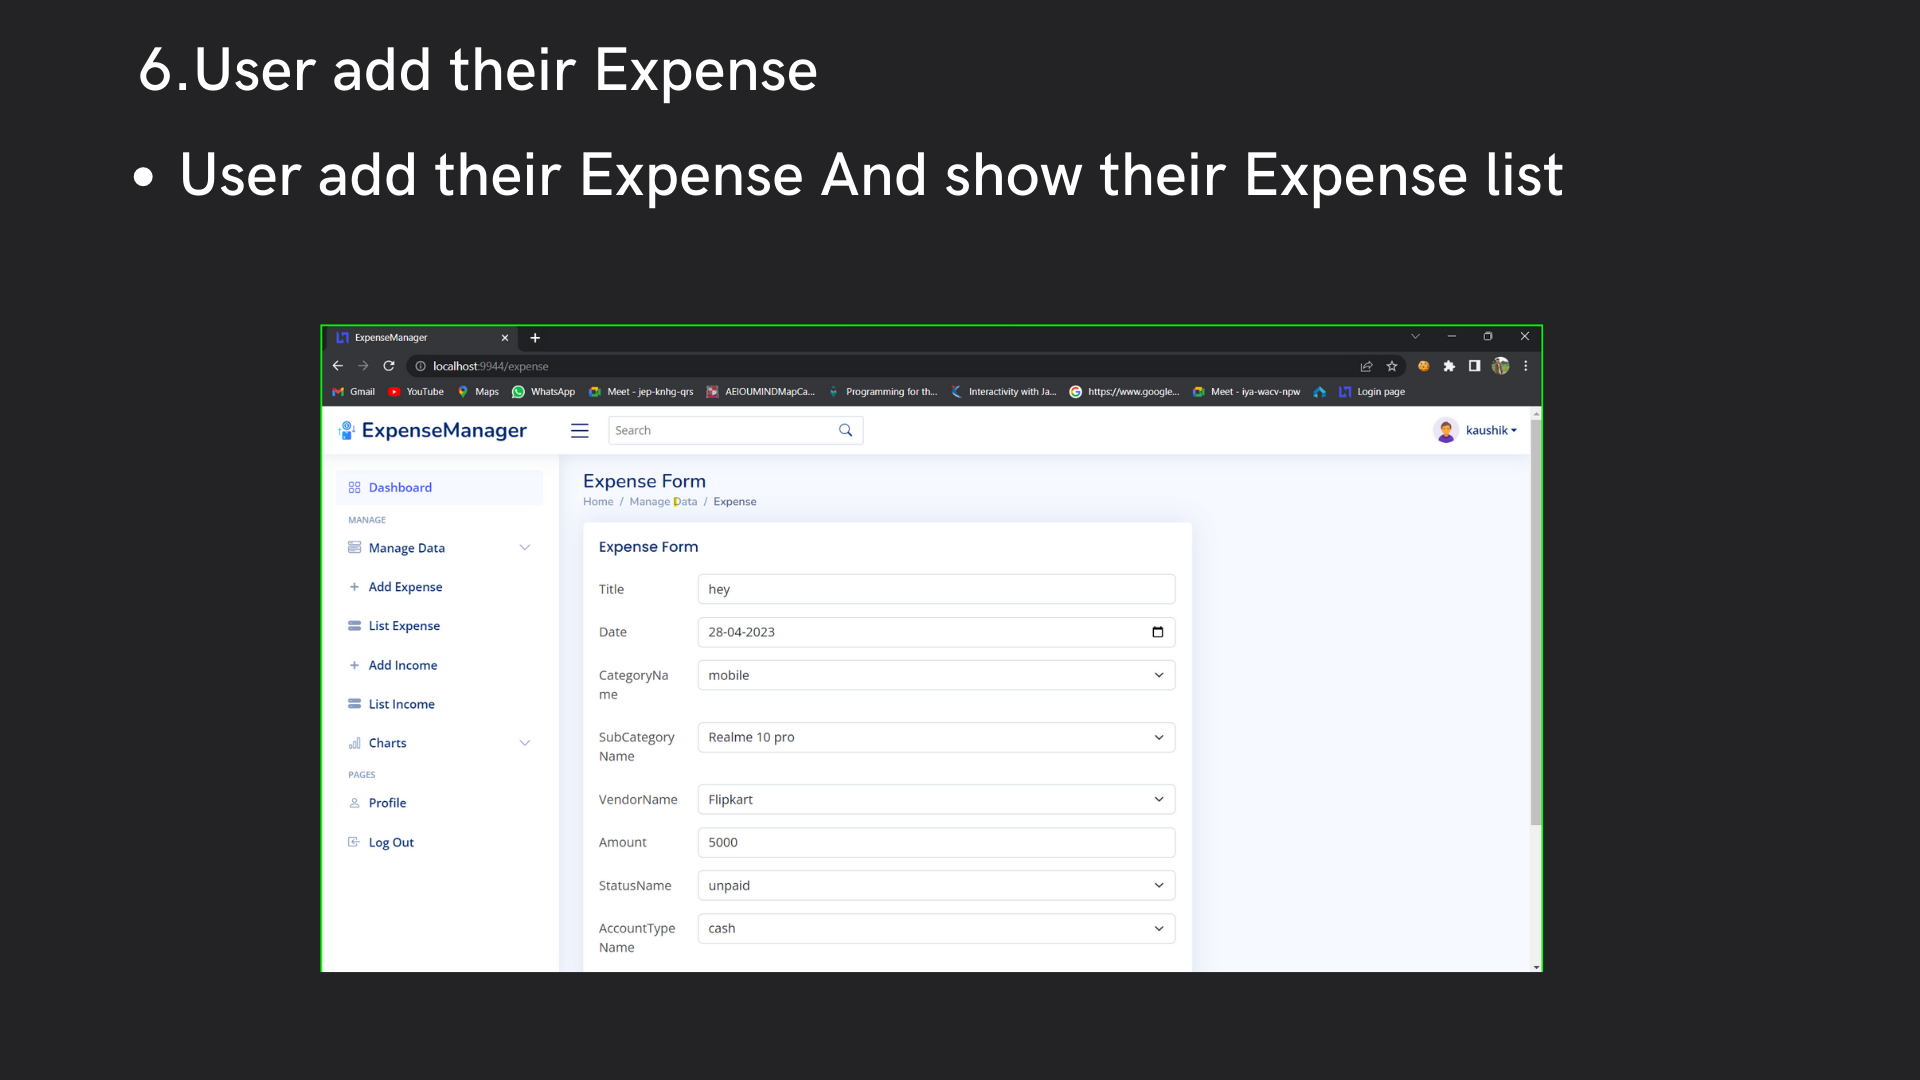 6.User add their Expense
• User add their Expense And show their Expense list
ExpenseManager
localhost:9944/expense
Gmail YouTube Maps WhatsApp Meet - jep-knhg-qrs AEIOUMINDMapCa... Programming for th... Interactivity with Ja... https://www.google... Meet - iya-wacv-npw Login page
ExpenseManager Search kaushik
Dashboard
MANAGE
Manage Data
Add Expense
List Expense
Add Income
List Income
Charts
PAGES
Profile
Log Out
Expense Form
Home / Manage Data / Expense
Expense Form
Title hey
Date 28-04-2023
CategoryNa mobile
me
SubCategory Realme 10 pro
Name
VendorName Flipkart
Amount 5000
StatusName unpaid
AccountType cash
Name